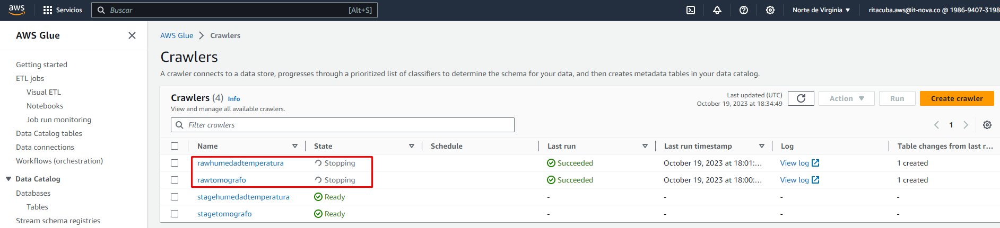 aws
Servicios
Buscar
[Alt+S]
Norte de Virginia
ritacuba.aws@it-nova.co @ 1986-9407-3198
AWS Glue
Getting started
ETL jobs
Visual ETL
Notebooks
Job run monitoring
Data Catalog tables
Data connections
Workflows (orchestration)
Data Catalog
Databases
Tables
Stream schema registries
AWS Glue > Crawlers
Crawlers
A crawler connects to a data store, progresses through a prioritized list of classifiers to determine the schema for your data, and then creates metadata tables in your data catalog.
Crawlers (4) Info
View and manage all available crawlers.
Last updated (UTC)
October 19, 2023 at 18:34:49
Action
Run
Create crawler
Filter crawlers
1
Name State Schedule Last run Last run timestamp Log Table changes from last r...
rawhumedadtemperatura Stopping Succeeded October 19, 2023 at 18:01:... View log 1 created
rawtomografo Stopping Succeeded October 19, 2023 at 18:00:... View log 1 created
stagehumedadtemperatura Ready - - - -
stagetomografo Ready - - - -